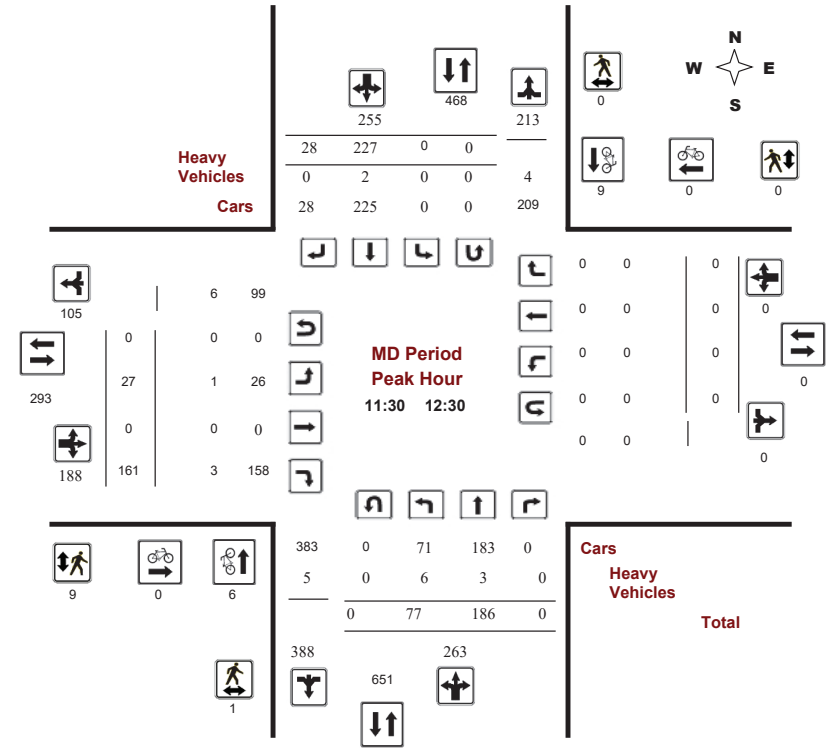 N
W E
S
468
0
255 213
28 227 0 0
Heavy
Vehicles
0 2 0 0 4
Cars
28 225 0 0 209
9 0 0
105
6 99
0 0 0
293
27 1 26
0 0 0
188
161 3 158
MD Period
Peak Hour
11:30 12:30
0 0 0
0
0 0 0
0 0 0
0
0 0 0
0 0
0
383 0 71 183 0
Cars
5 0 6 3 0
Heavy
Vehicles
0 77 186 0
Total
9 0 6
388 263
651
1